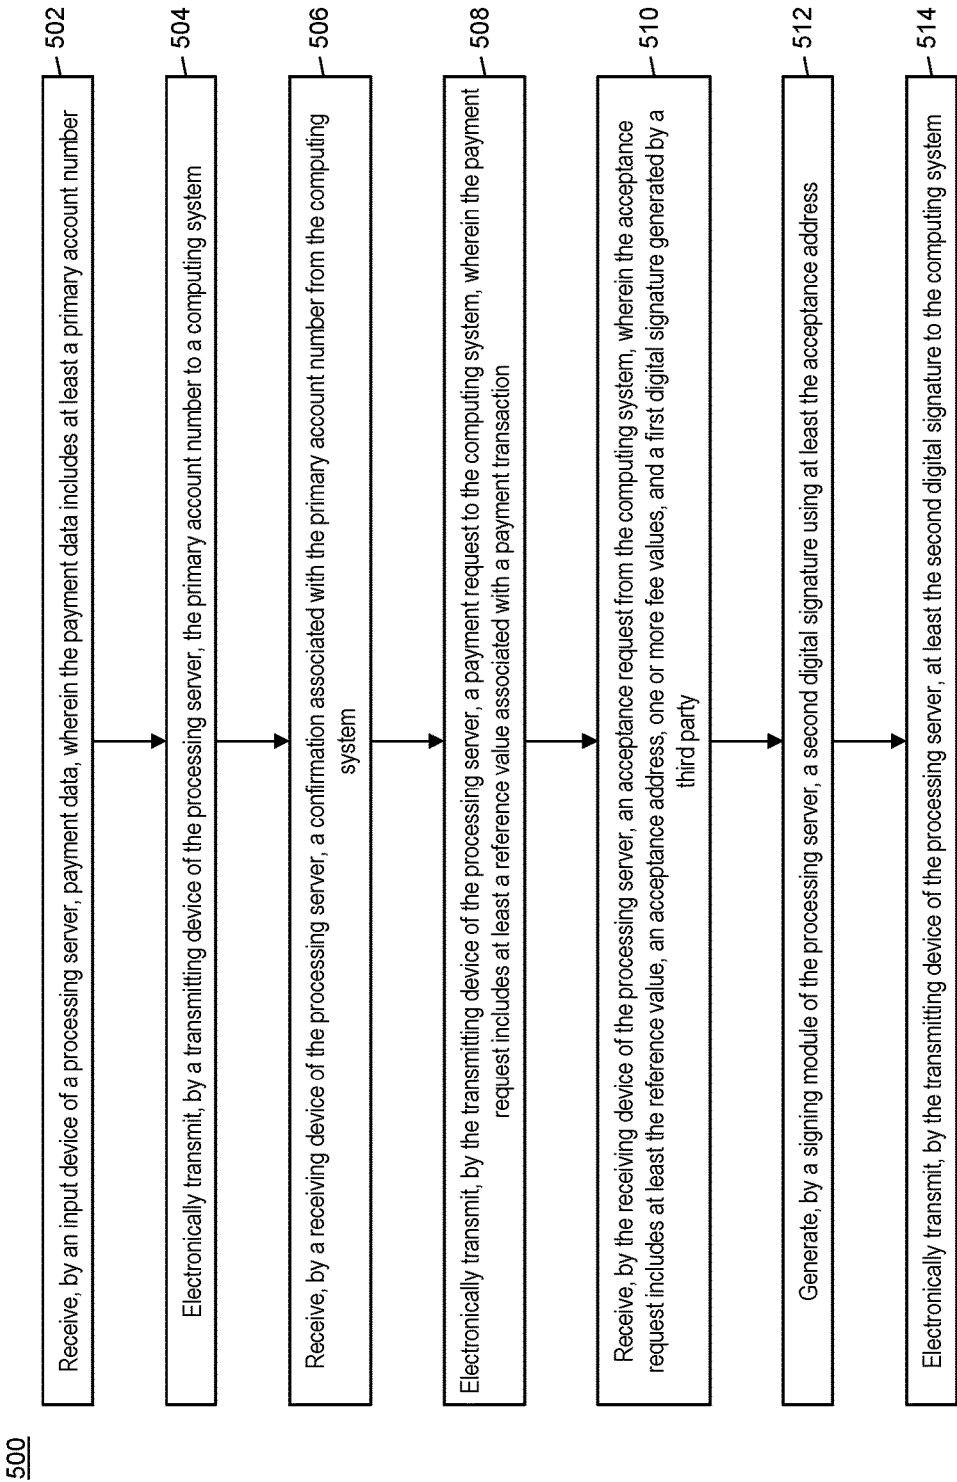 500
502
Receive, by an input device of a processing server, payment data, wherein the payment data includes at least a primary account number
504
Electronically transmit, by a transmitting device of the processing server, the primary account number to a computing system
506
Receive, by a receiving device of the processing server, a confirmation associated with the primary account number from the computing
system
508
Electronically transmit, by the transmitting device of the processing server, a payment request to the computing system, wherein the payment
request includes at least a reference value associated with a payment transaction
510
Receive, by the receiving device of the processing server, an acceptance request from the computing system, wherein the acceptance
request includes at least the reference value, an acceptance address, one or more fee values, and a first digital signature generated by a
third party
512
Generate, by a signing module of the processing server, a second digital signature using at least the acceptance address
514
Electronically transmit, by the transmitting device of the processing server, at least the second digital signature to the computing system